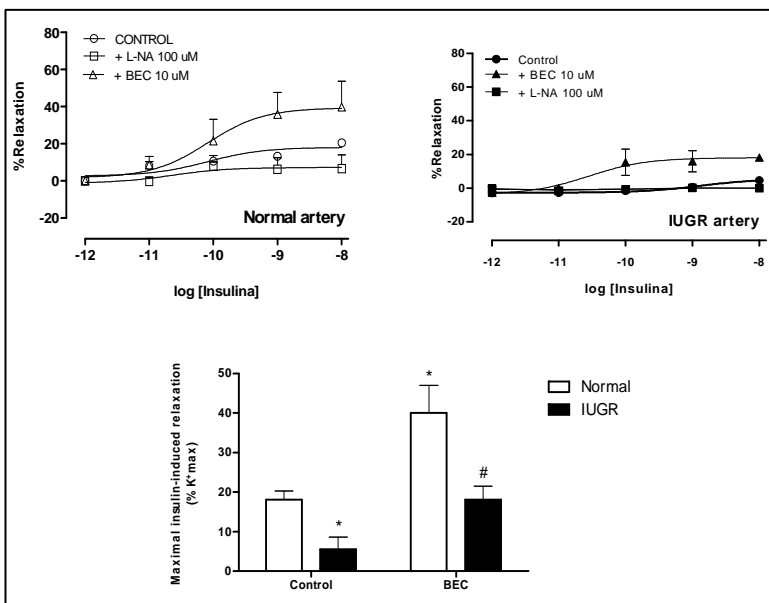 CONTROL
+ L-NA 100 uM
+ BEC 10 uM
80
60
40
20
0
-20
%Relaxation
Normal artery
-12 -11 -10 -9 -8
log [Insulina]
Control
+ BEC 10 uM
+ L-NA 100 uM
80
60
40
20
0
-20
%Relaxation
IUGR artery
-12 -11 -10 -9 -8
log [Insulina]
Maximal insulin-induced relaxation
(% K⁺max)
50
40
30
20
10
0
*
*
#
Normal
IUGR
Control BEC